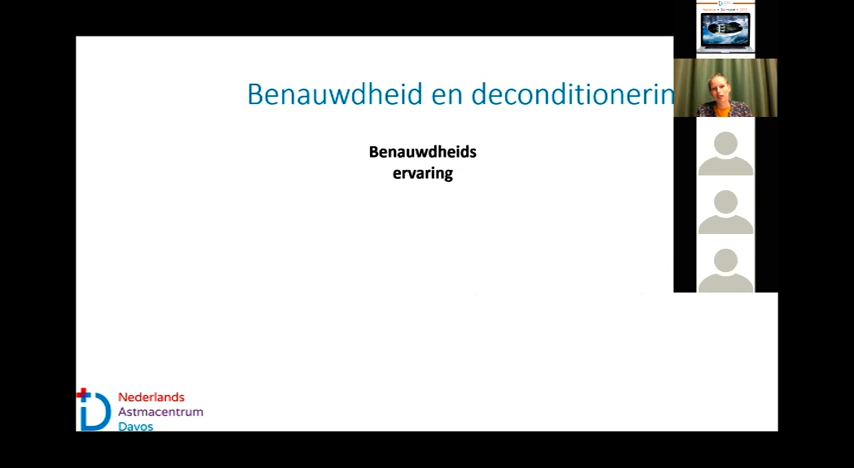 Benauwdheid en deconditionerin
Benauwdheids
ervaring
Nederlands
Astmacentrum
Davos